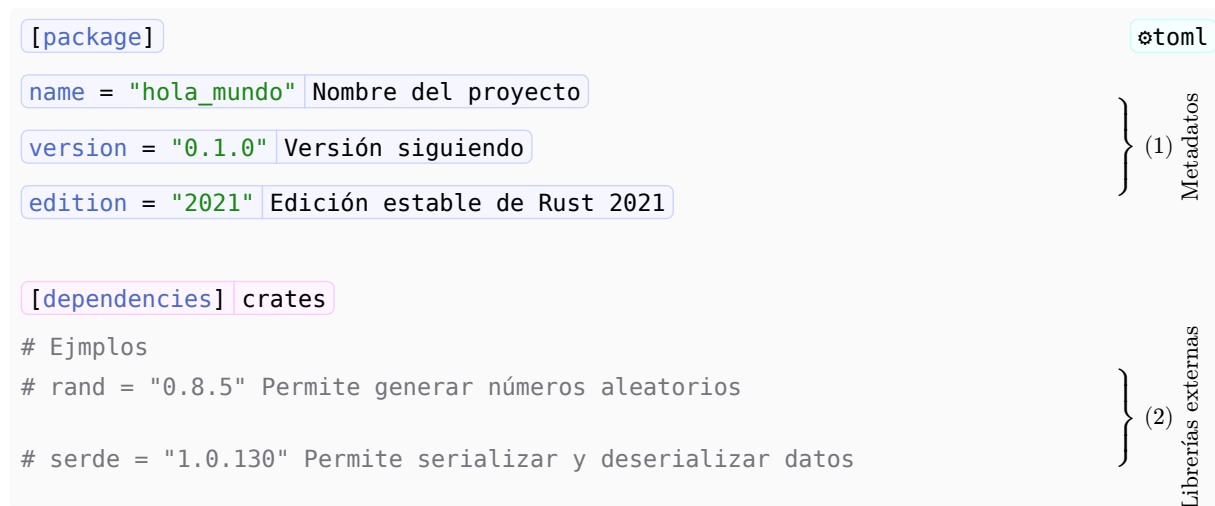 [package] ⚙toml
name = "hola_mundo" Nombre del proyecto
version = "0.1.0" Versión siguiendo
edition = "2021" Edición estable de Rust 2021
(1) Metadatos
[dependencies] crates
# Ejmplos
# rand = "0.8.5" Permite generar números aleatorios
# serde = "1.0.130" Permite serializar y deserializar datos
(2) Librerías externas